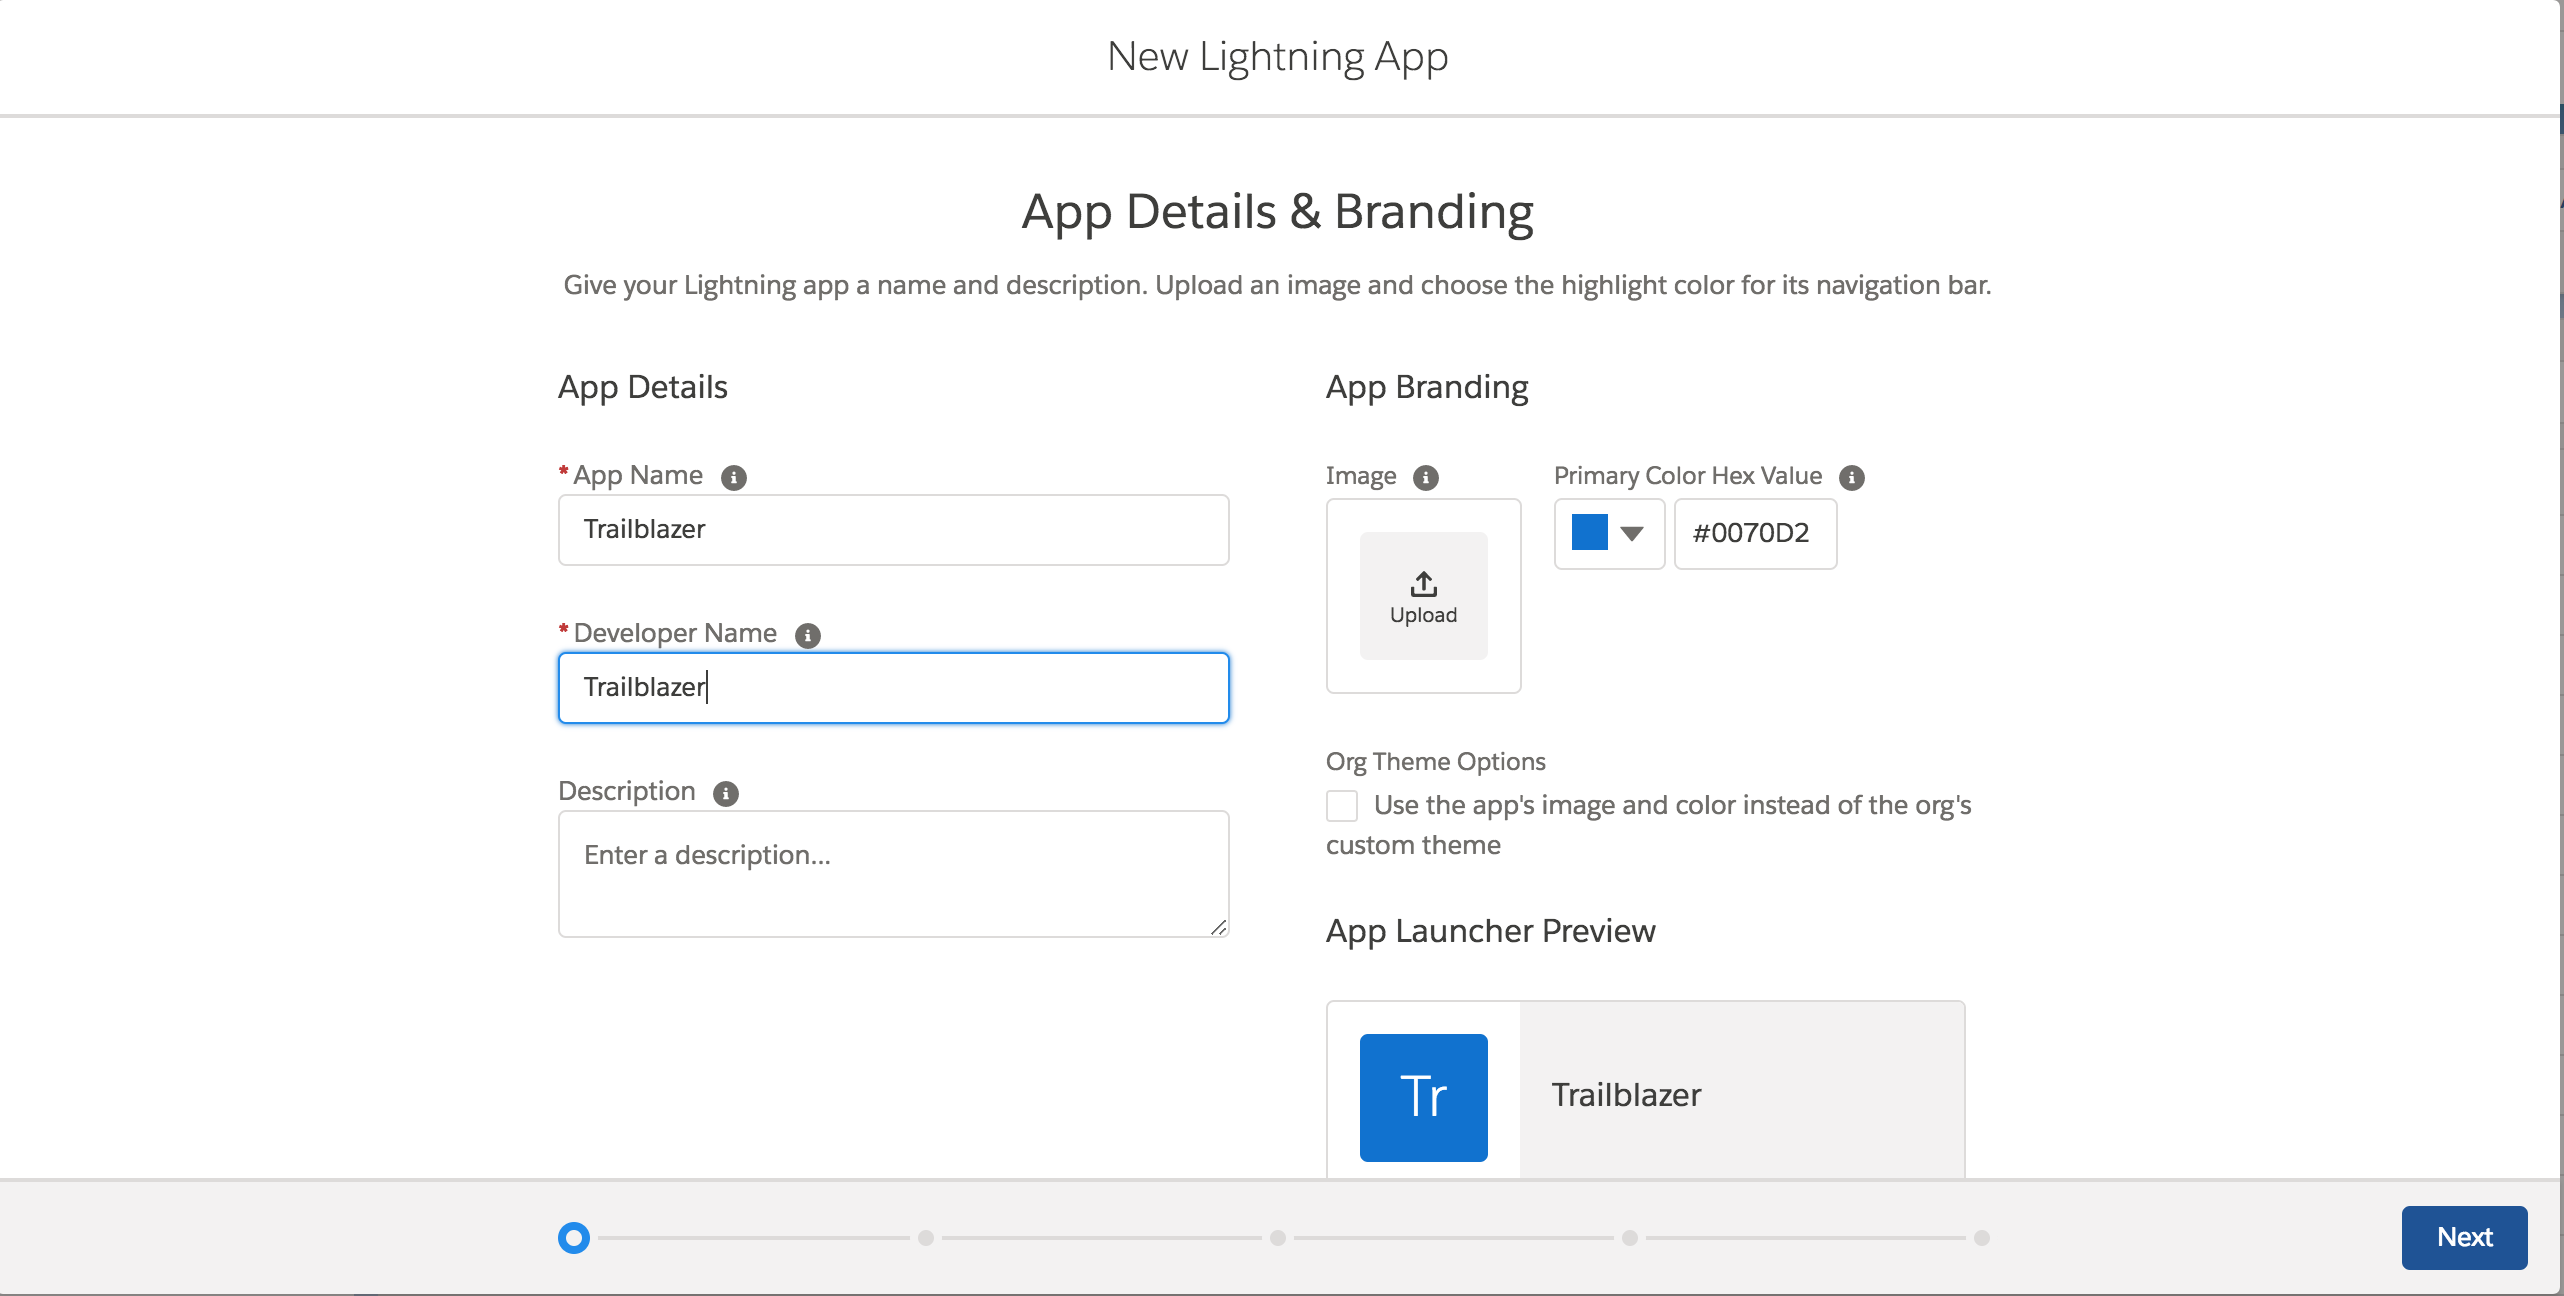 New Lightning App
App Details & Branding
Give your Lightning app a name and description. Upload an image and choose the highlight color for its navigation bar.
App Details
* App Name
Trailblazer
* Developer Name
Trailblazer
Description
Enter a description...
App Branding
Image
Upload
Primary Color Hex Value
#0070D2
Org Theme Options
Use the app's image and color instead of the org's
custom theme
App Launcher Preview
Tr
Trailblazer
Next